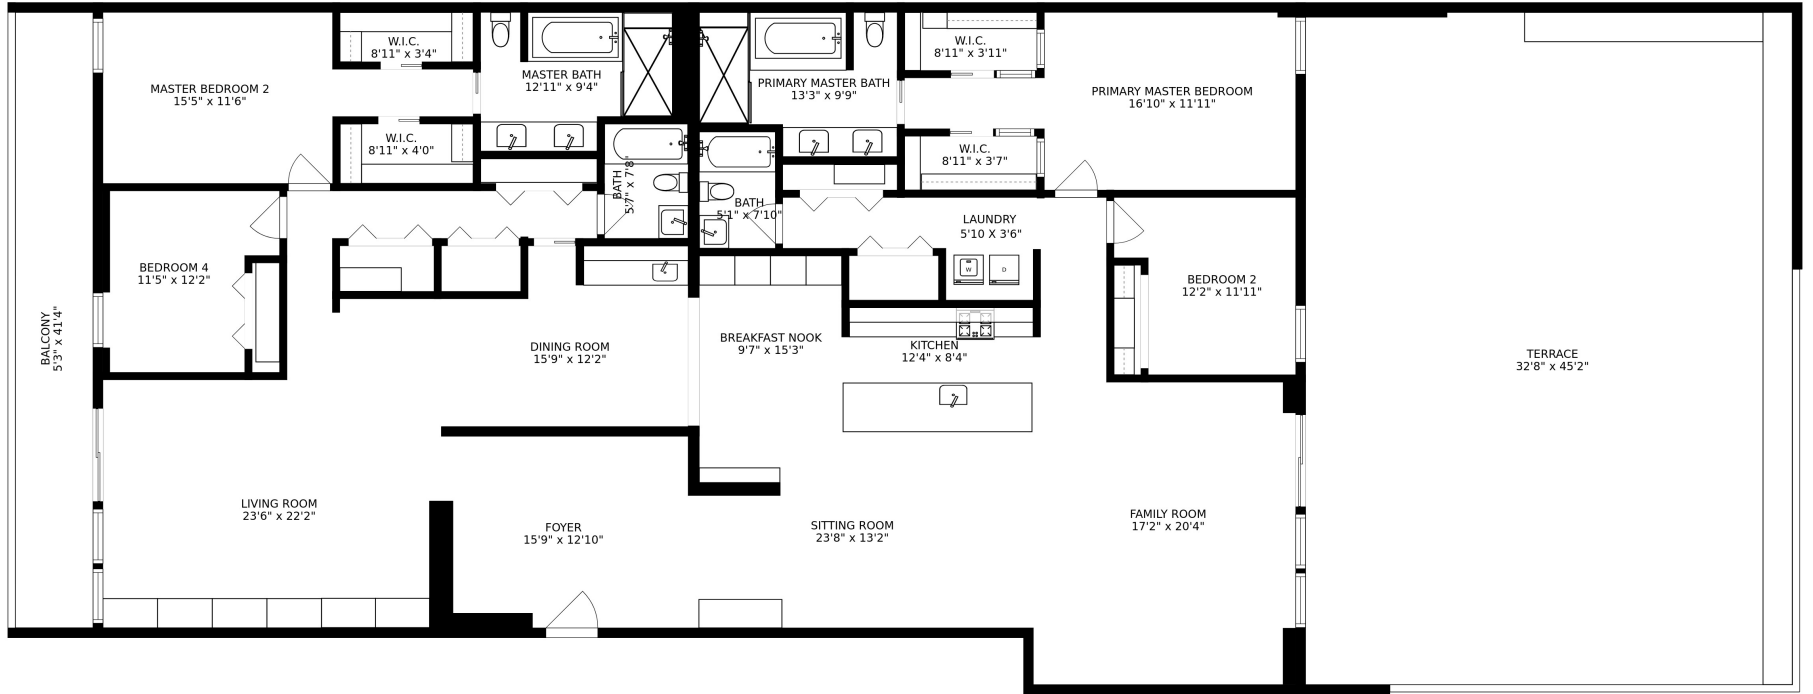 W.I.C.
8'11" x 3'4"
MASTER BEDROOM 2
15'5" x 11'6"
MASTER BATH
12'11" x 9'4"
PRIMARY MASTER BATH
13'3" x 9'9"
W.I.C.
8'11" x 3'11"
PRIMARY MASTER BEDROOM
16'10" x 11'11"
W.I.C.
8'11" x 4'0"
W.I.C.
8'11" x 3'7"
BATH
5'7" x 7'8"
BATH
5'1" x 7'10"
LAUNDRY
5'10 X 3'6"
W
D
BEDROOM 4
11'5" x 12'2"
BEDROOM 2
12'2" x 11'11"
BALCONY
5'3" x 41'4"
DINING ROOM
15'9" x 12'2"
BREAKFAST NOOK
9'7" x 15'3"
KITCHEN
12'4" x 8'4"
TERRACE
32'8" x 45'2"
LIVING ROOM
23'6" x 22'2"
FOYER
15'9" x 12'10"
SITTING ROOM
23'8" x 13'2"
FAMILY ROOM
17'2" x 20'4"